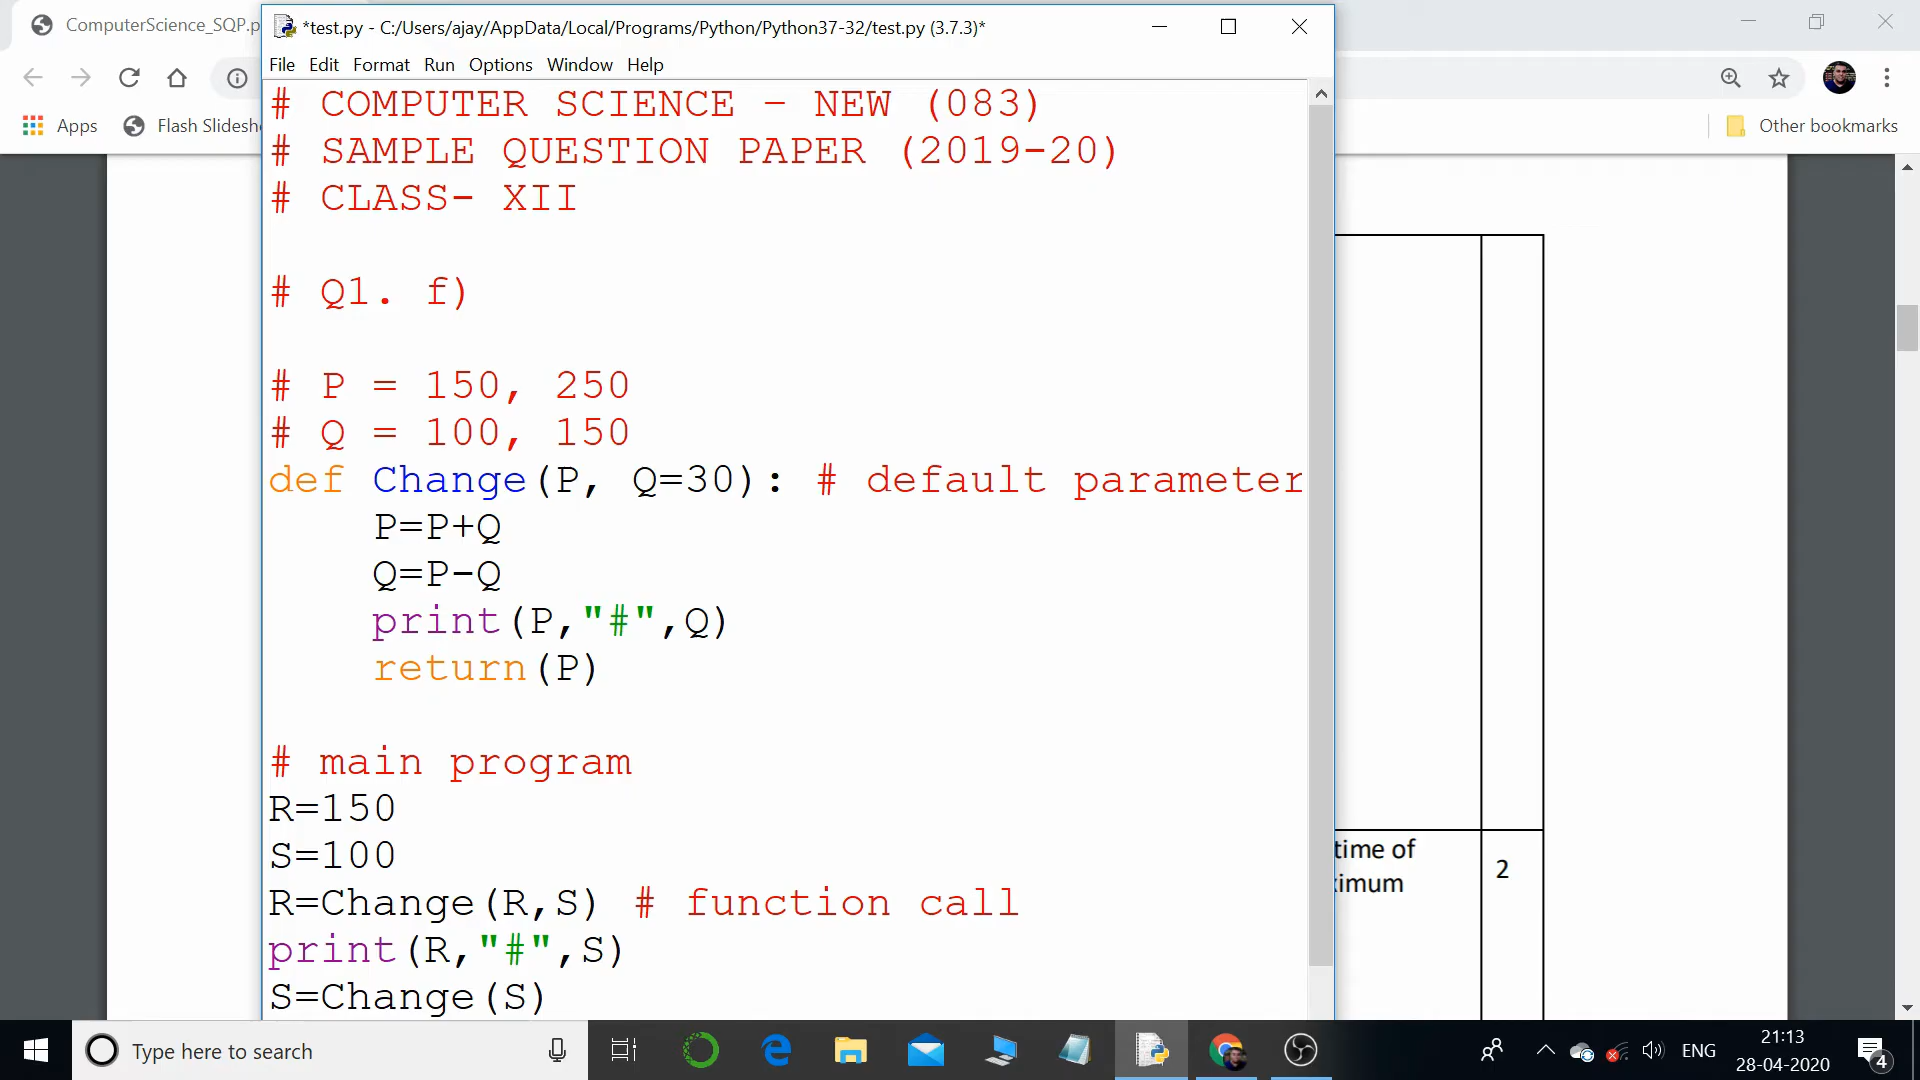 ComputerScience_SQP.p
*test.py - C:/Users/ajay/AppData/Local/Programs/Python/Python37-32/test.py (3.7.3)*
File Edit Format Run Options Window Help
Apps Flash Slidesh Other bookmarks
# COMPUTER SCIENCE – NEW (083)
# SAMPLE QUESTION PAPER (2019-20)
# CLASS- XII
# Q1. f)
# P = 150, 250
# Q = 100, 150
def Change(P, Q=30): # default parameter
P=P+Q
Q=P-Q
print(P,"#",Q)
return(P)
# main program
R=150
S=100
R=Change(R,S) # function call
print(R,"#",S)
S=Change(S)
time of
imum
2
Type here to search
ENG
21:13
28-04-2020
4